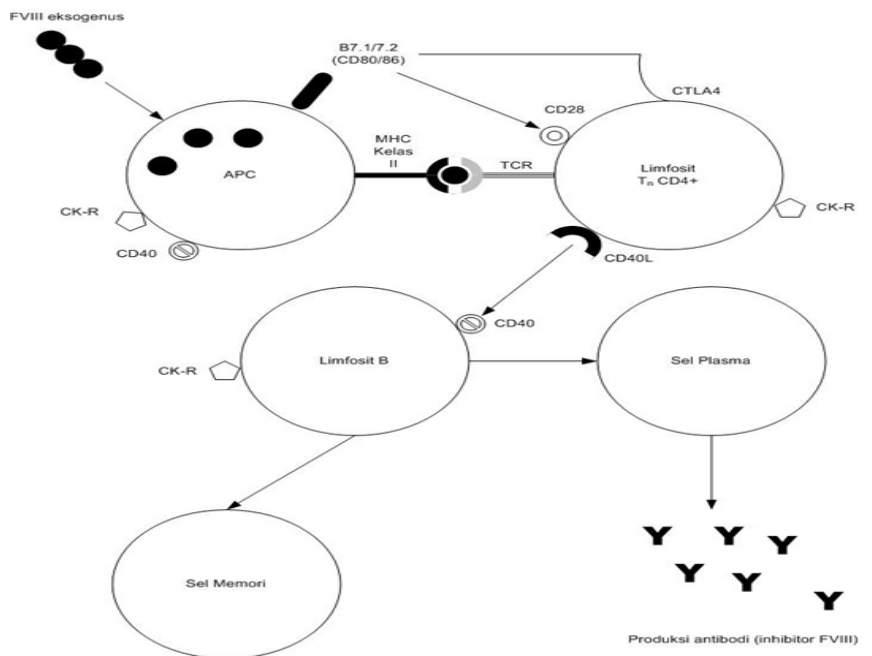 FVIII eksogenus
B7.1/7.2
(CD80/86)
CTLA4
CD28
MHC
Kelas
II
TCR
APC
Limfosit
Tₙ CD4+
CK-R
CK-R
CD40
CD40L
CD40
Limfosit B
Sel Plasma
CK-R
Sel Memori
Produksi antibodi (inhibitor FVIII)